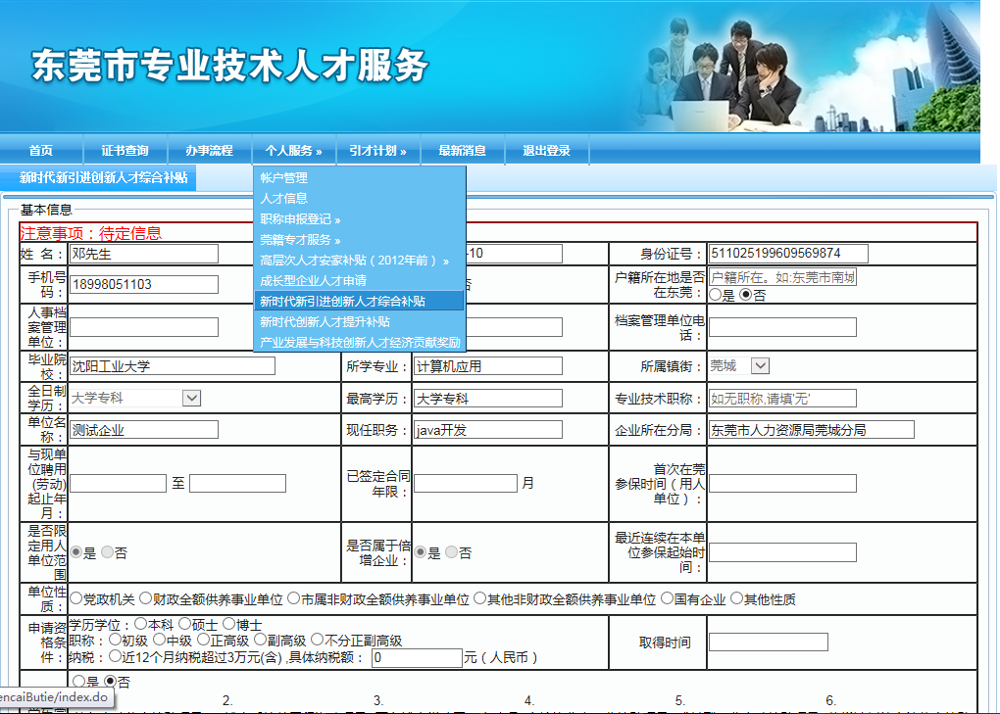 东莞市专业技术人才服务
首页 证书查询 办事流程 个人服务 » 引才计划 » 最新消息 退出登录
新时代新引进创新人才综合补贴
帐户管理
人才信息
职称申报登记 »
莞籍专才服务 »
高层次人才安家补贴（2012年前） »
成长型企业人才申请
新时代新引进创新人才综合补贴
新时代创新人才提升补贴
产业发展与科技创新人才经济贡献奖励
基本信息
注意事项：待定信息
姓 名： 邓先生 -10 身份证号： 511025199609569874
手机号码： 18998051103 否 户籍所在地是否在东莞： 户籍所在。如:东莞市南城
是 否
人事档案管理单位： 档案管理单位电话：
毕业院校： 沈阳工业大学 所学专业： 计算机应用 所属镇街： 莞城
全日制学历： 大学专科 最高学历： 大学专科 专业技术职称： 如无职称,请填'无'
单位名称： 测试企业 现任职务： java开发 企业所在分局： 东莞市人力资源局莞城分局
与现单位聘用(劳动)起止年月： 至 已签定合同年限： 月 首次在莞参保时间（用人单位）：
是否限定用人单位范围 是 否 是否属于倍增企业： 是 否 最近连续在本单位参保起始时间：
单位性质： 党政机关 财政全额供养事业单位 市属非财政全额供养事业单位 其他非财政全额供养事业单位 国有企业 其他性质
申请资格条件： 学历学位：本科 硕士 博士
职称：初级 中级 正高级 副高级 不分正副高级
纳税：近12个月纳税超过3万元(含) ,具体纳税额： 0 元（人民币） 取得时间
是 否
encaiButie/index.do
2. 3. 4. 5. 6.